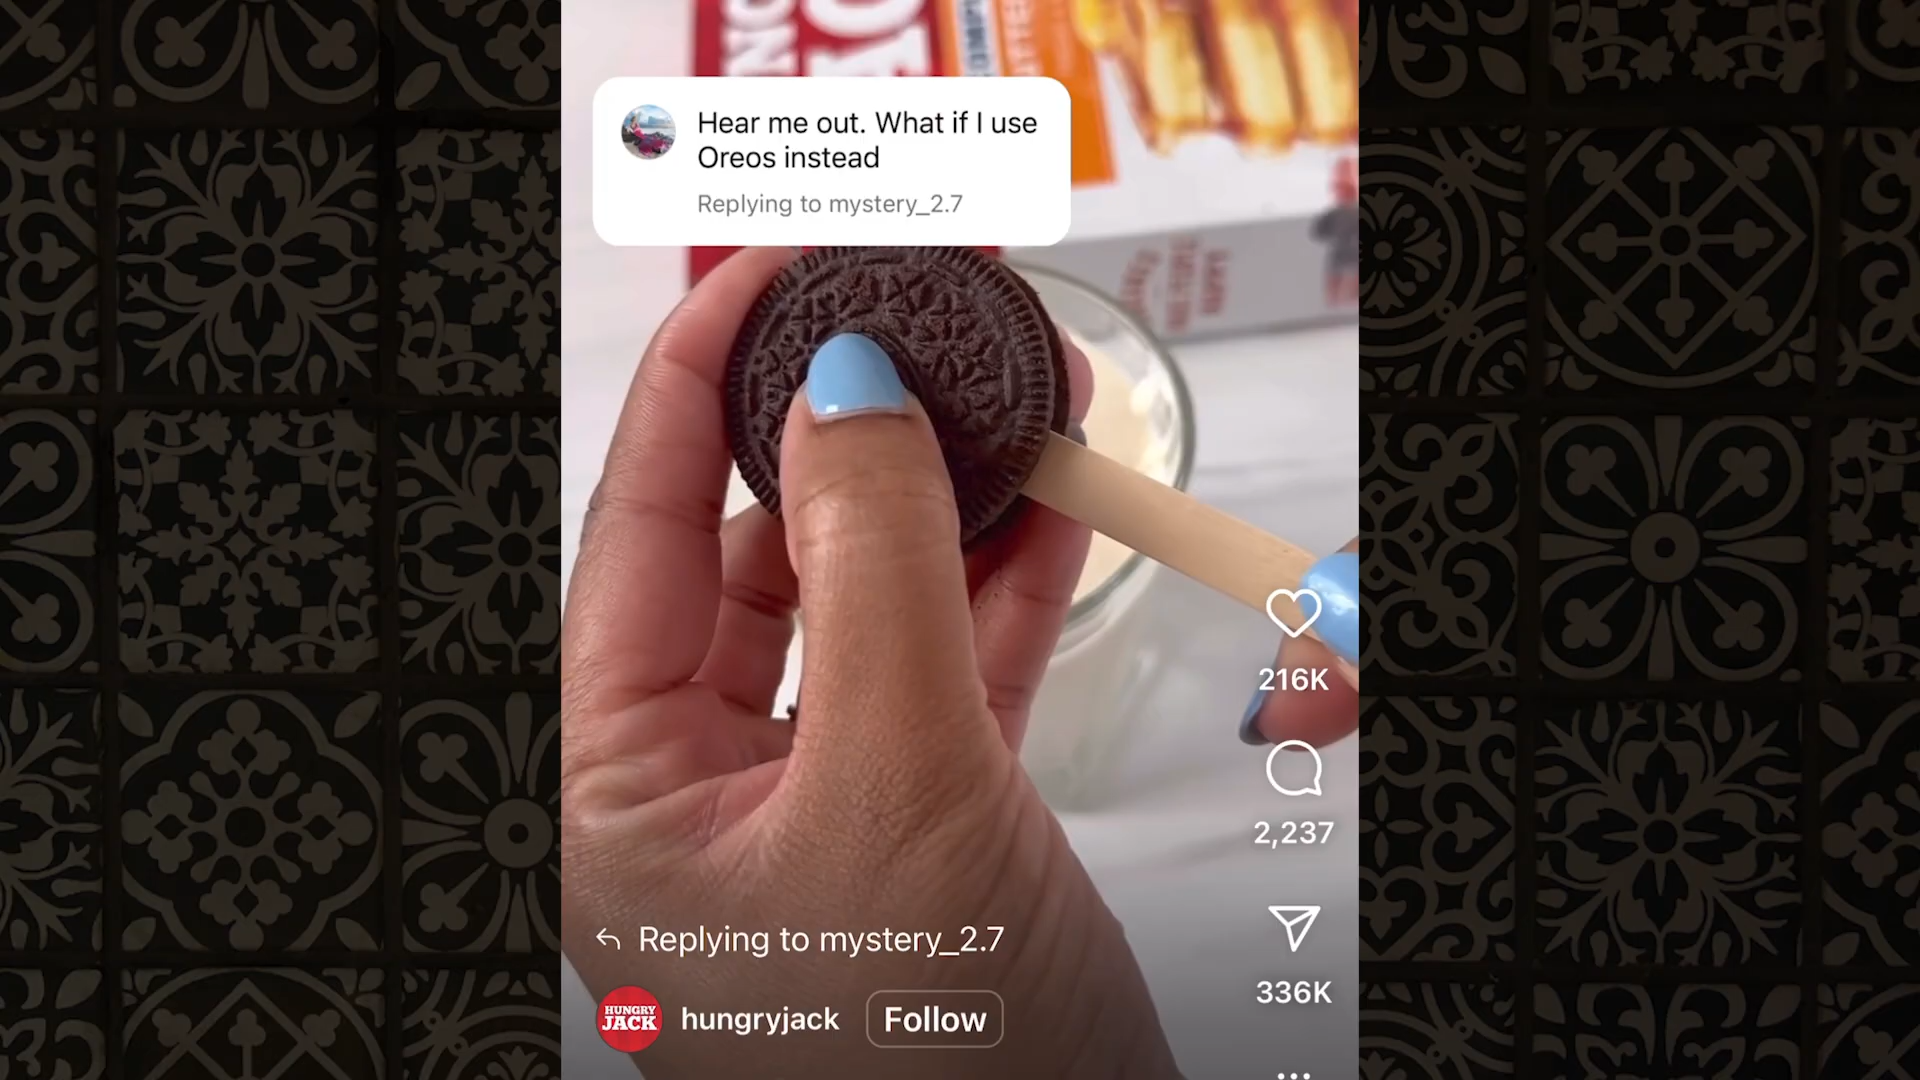 Hear me out. What if I use
Oreos instead
Replying to mystery_2.7
216K
2,237
336K
Replying to mystery_2.7
HUNGRY
JACK
hungryjack
Follow